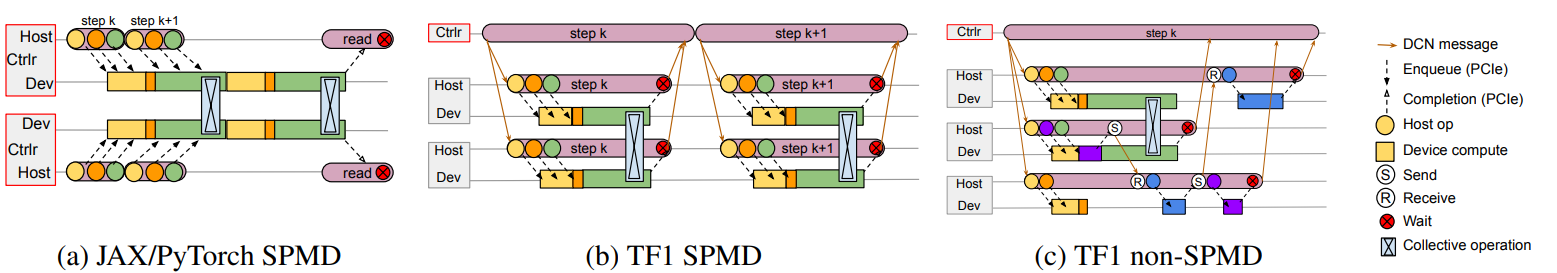 step k step k+1
Host
read
Ctrlr
Dev
Dev
Ctrlr
Host
read
(a) JAX/PyTorch SPMD
Ctrlr
step k
step k+1
Host
step k
step k+1
Dev
Host
step k
step k+1
Dev
(b) TF1 SPMD
Ctrlr
step k
Host
R
Dev
Host
S
Dev
Host
R
S
Dev
(c) TF1 non-SPMD
DCN message
Enqueue (PCIe)
Completion (PCIe)
Host op
Device compute
S
Send
R
Receive
Wait
Collective operation